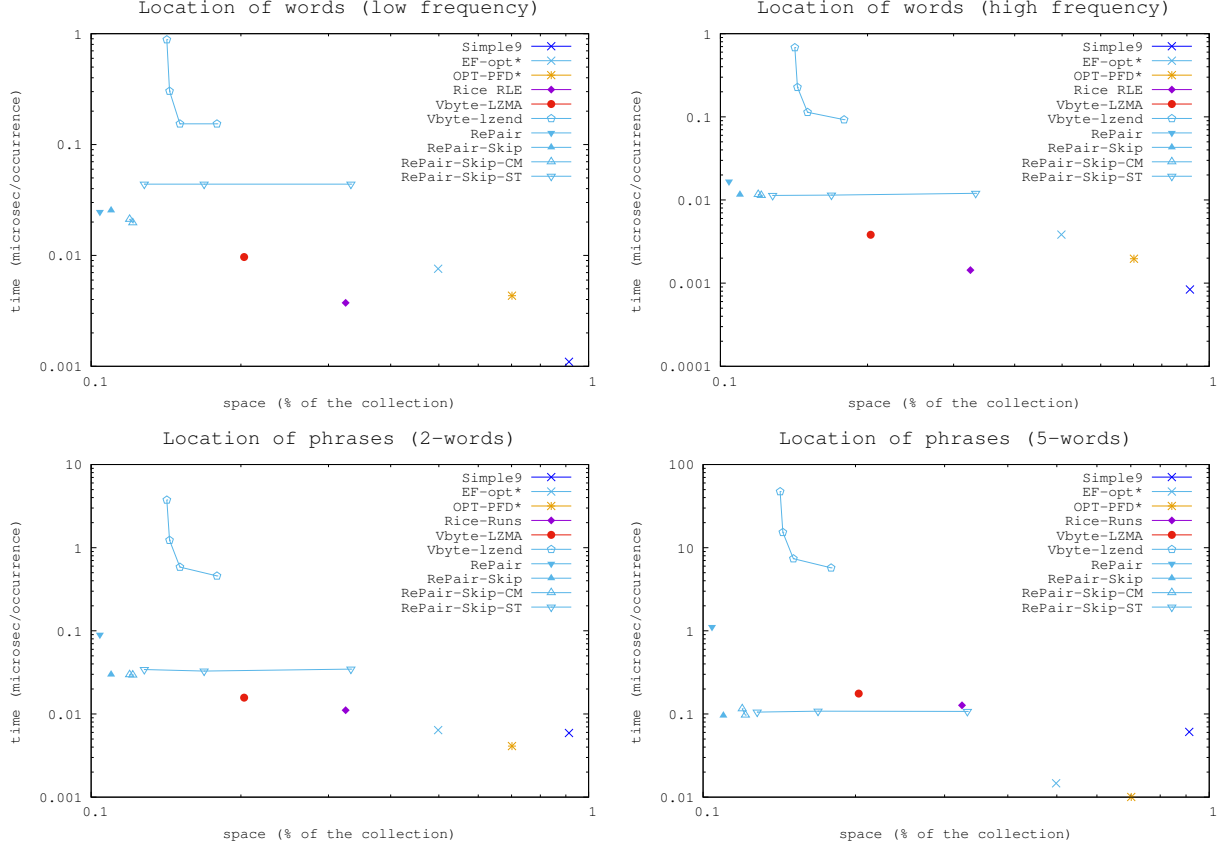 Location of words (low frequency)
time (microsec/occurrence)
1
0.1
0.01
0.001
0.1
1
space (% of the collection)
Simple9
EF-opt*
OPT-PFD*
Rice RLE
Vbyte-LZMA
Vbyte-lzend
RePair
RePair-Skip
RePair-Skip-CM
RePair-Skip-ST
Location of words (high frequency)
time (microsec/occurrence)
1
0.1
0.01
0.001
0.0001
0.1
1
space (% of the collection)
Simple9
EF-opt*
OPT-PFD*
Rice RLE
Vbyte-LZMA
Vbyte-lzend
RePair
RePair-Skip
RePair-Skip-CM
RePair-Skip-ST
Location of phrases (2-words)
time (microsec/occurrence)
10
1
0.1
0.01
0.001
0.1
1
space (% of the collection)
Simple9
EF-opt*
OPT-PFD*
Rice-Runs
Vbyte-LZMA
Vbyte-lzend
RePair
RePair-Skip
RePair-Skip-CM
RePair-Skip-ST
Location of phrases (5-words)
time (microsec/occurrence)
100
10
1
0.1
0.01
0.1
1
space (% of the collection)
Simple9
EF-opt*
OPT-PFD*
Rice-Runs
Vbyte-LZMA
Vbyte-lzend
RePair
RePair-Skip
RePair-Skip-CM
RePair-Skip-ST